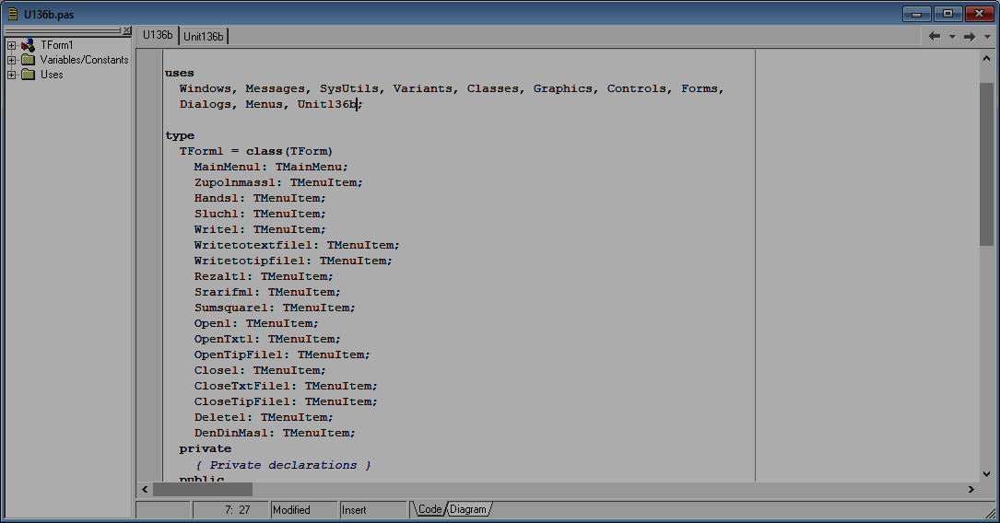 U136b.pas
TForm1
Variables/Constants
Uses
U136b Unit136b
uses
Windows, Messages, SysUtils, Variants, Classes, Graphics, Controls, Forms,
Dialogs, Menus, Unit136b;
type
TForm1 = class(TForm)
MainMenu1: TMainMenu;
Zupolnmass1: TMenuItem;
Hands1: TMenuItem;
Sluch1: TMenuItem;
Write1: TMenuItem;
Writetotextfile1: TMenuItem;
Writetotipfile1: TMenuItem;
Rezalt1: TMenuItem;
Srarifm1: TMenuItem;
Sumsquare1: TMenuItem;
Open1: TMenuItem;
OpenTxt1: TMenuItem;
OpenTipFile1: TMenuItem;
Close1: TMenuItem;
CloseTxtFile1: TMenuItem;
CloseTipFile1: TMenuItem;
Delete1: TMenuItem;
DenDinMas1: TMenuItem;
private
{ Private declarations }
public
7: 27 Modified Insert Code Diagram